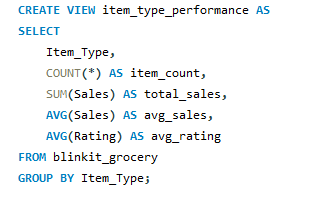 CREATE VIEW item_type_performance AS
SELECT
Item_Type,
COUNT(*) AS item_count,
SUM(Sales) AS total_sales,
AVG(Sales) AS avg_sales,
AVG(Rating) AS avg_rating
FROM blinkit_grocery
GROUP BY Item_Type;